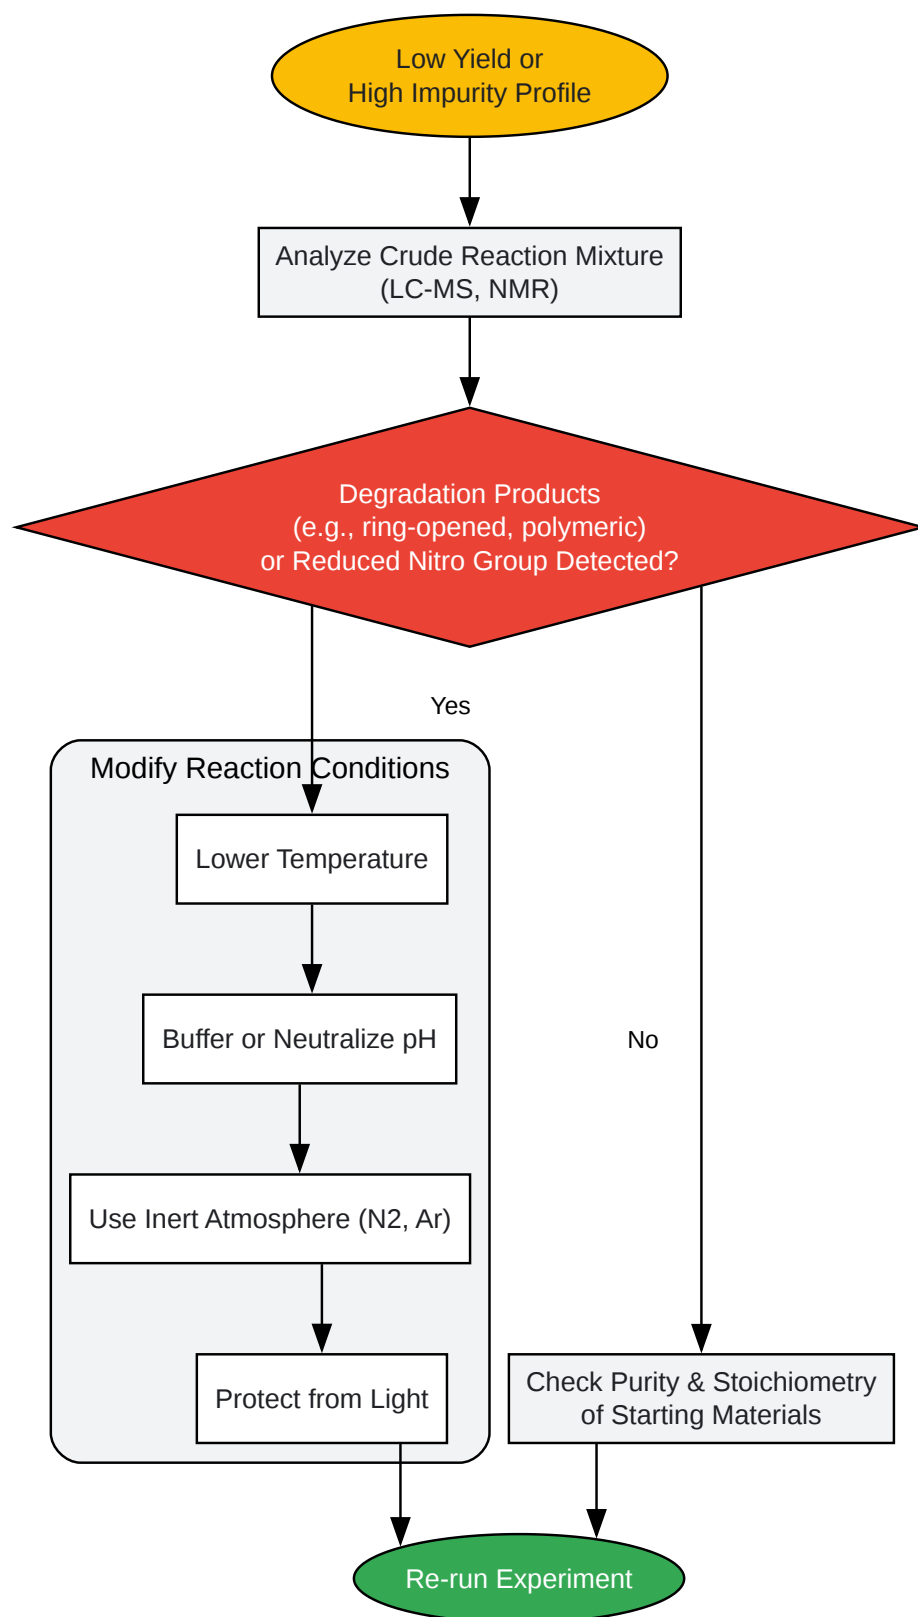 Low Yield or
High Impurity Profile
Analyze Crude Reaction Mixture
(LC-MS, NMR)
Degradation Products
(e.g., ring-opened, polymeric)
or Reduced Nitro Group Detected?
Yes
Modify Reaction Conditions
Lower Temperature
Buffer or Neutralize pH
No
Use Inert Atmosphere (N2, Ar)
Protect from Light
Check Purity & Stoichiometry
of Starting Materials
Re-run Experiment